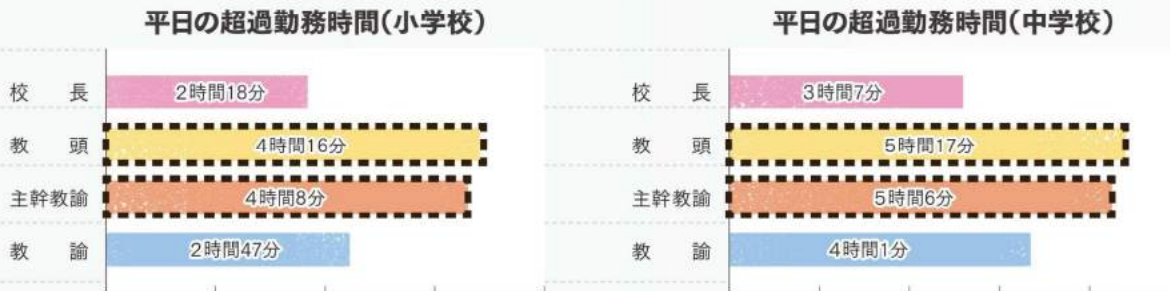 平日の超過勤務時間(小学校)
校長 2時間18分
教頭 4時間16分
主幹教諭 4時間8分
教諭 2時間47分
平日の超過勤務時間(中学校)
校長 3時間7分
教頭 5時間17分
主幹教諭 5時間6分
教諭 4時間1分